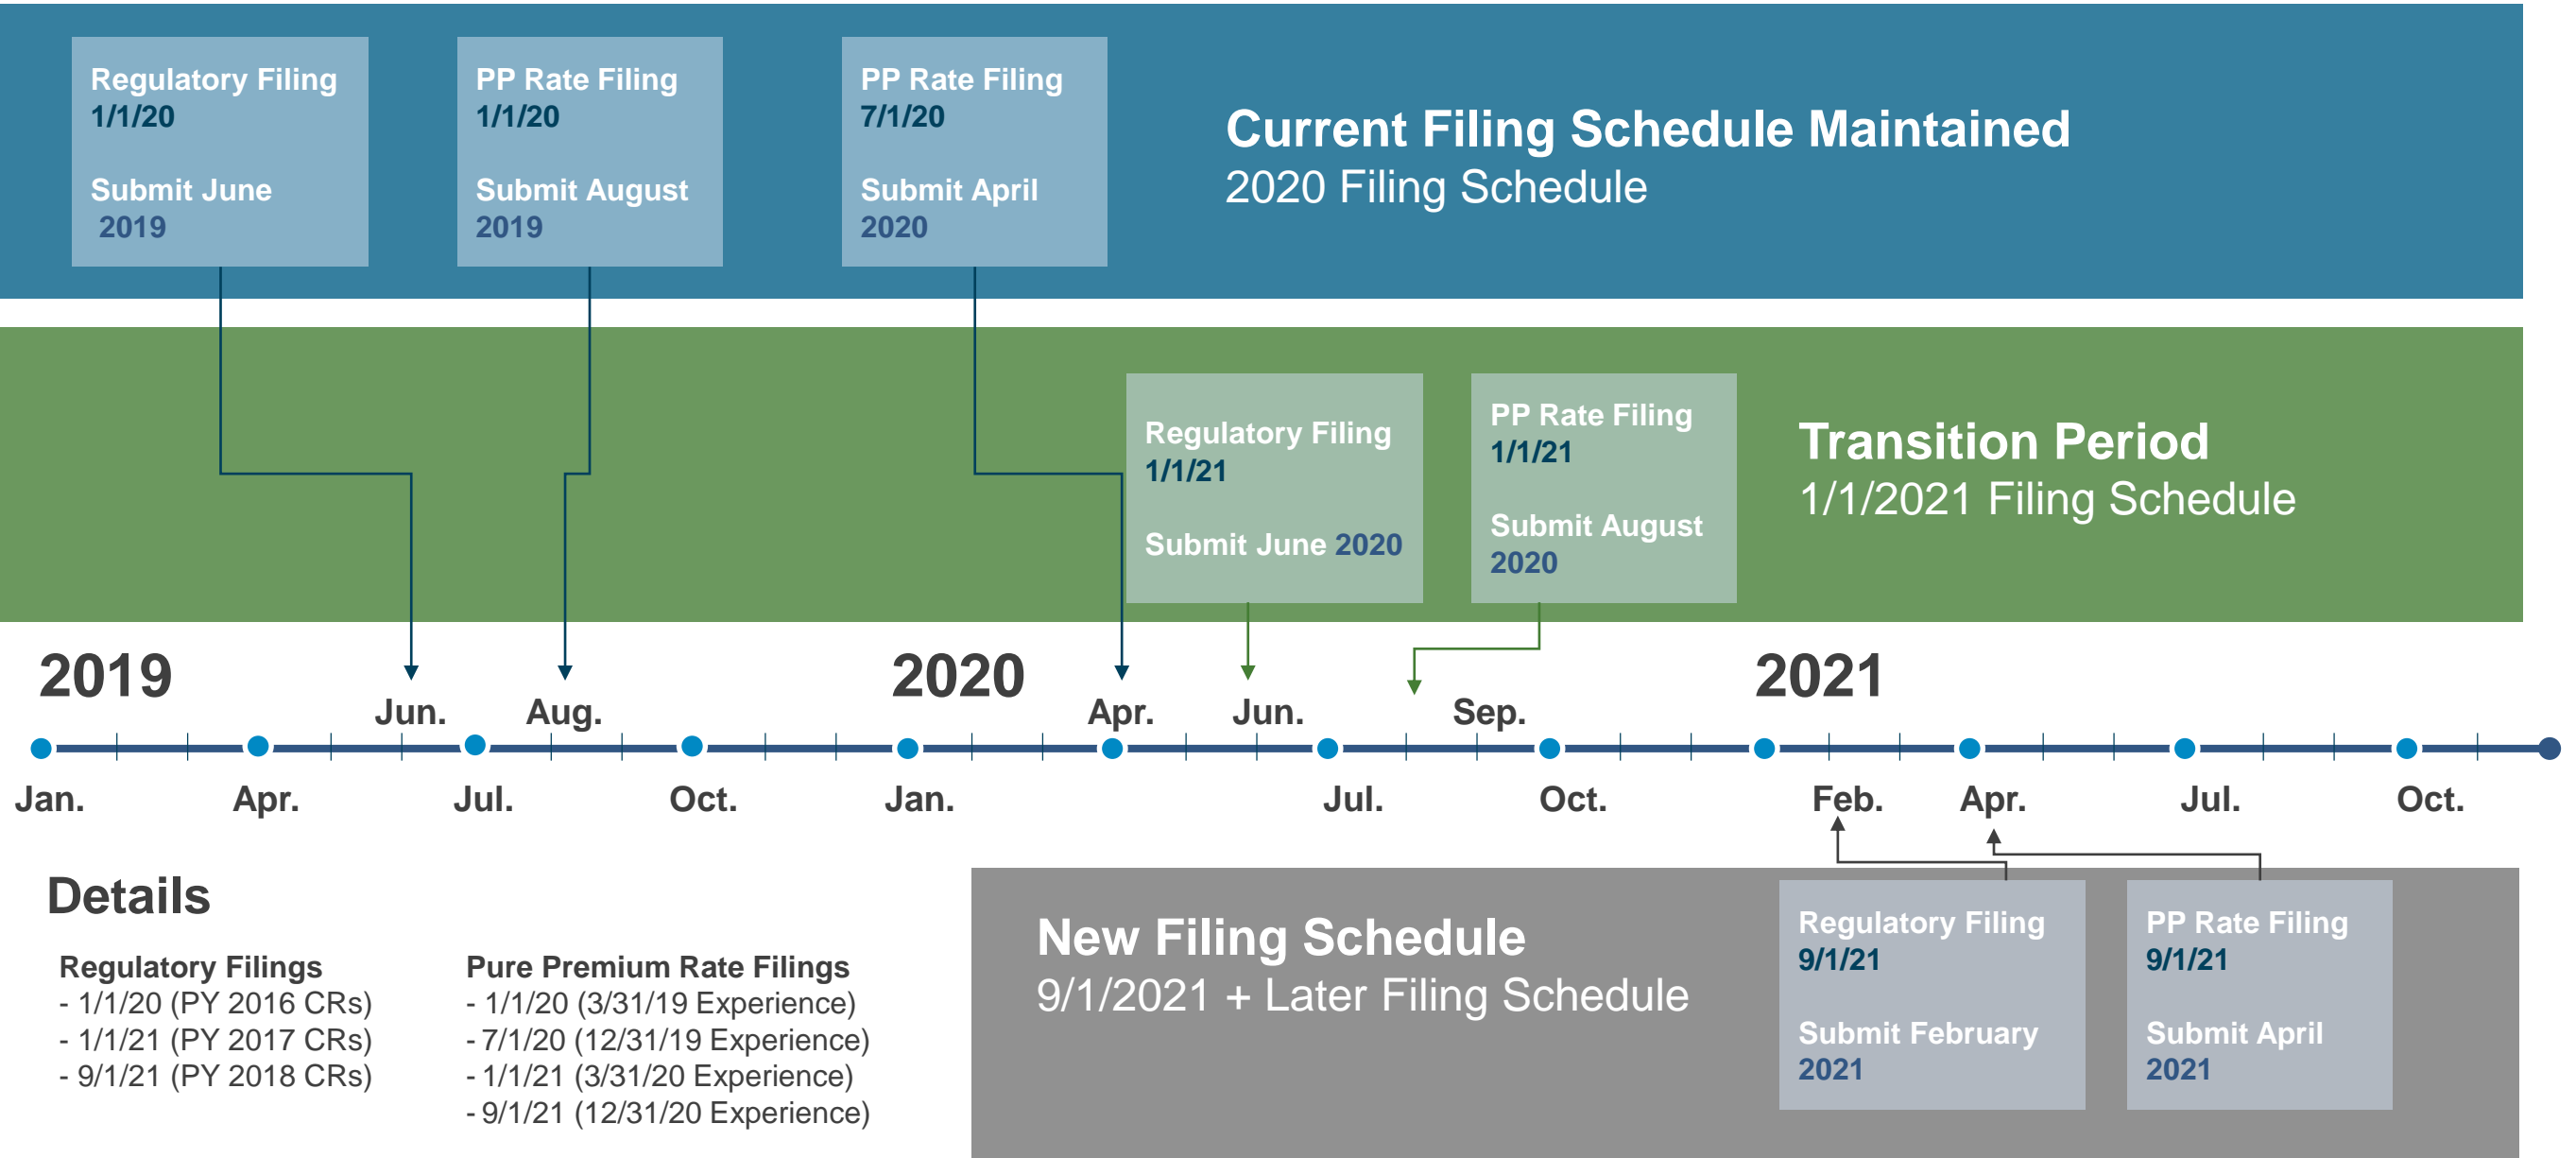 Regulatory Filing
1/1/20
Submit June
2019
PP Rate Filing
1/1/20
Submit August
2019
PP Rate Filing
7/1/20
Submit April
2020
Current Filing Schedule Maintained
2020 Filing Schedule
Regulatory Filing
1/1/21
Submit June 2020
PP Rate Filing
1/1/21
Submit August
2020
Transition Period
1/1/2021 Filing Schedule
2019
2020
2021
Jun.
Aug.
Apr.
Jun.
Sep.
Jan.
Apr.
Jul.
Oct.
Jan.
Jul.
Oct.
Feb.
Apr.
Jul.
Oct.
Details
Regulatory Filings
- 1/1/20 (PY 2016 CRs)
- 1/1/21 (PY 2017 CRs)
- 9/1/21 (PY 2018 CRs)
Pure Premium Rate Filings
- 1/1/20 (3/31/19 Experience)
- 7/1/20 (12/31/19 Experience)
- 1/1/21 (3/31/20 Experience)
- 9/1/21 (12/31/20 Experience)
New Filing Schedule
9/1/2021 + Later Filing Schedule
Regulatory Filing
9/1/21
Submit February
2021
PP Rate Filing
9/1/21
Submit April
2021